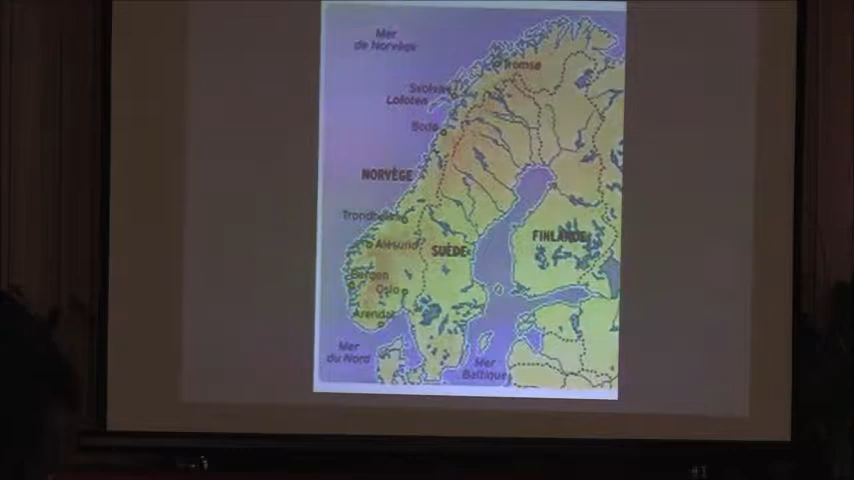 Mer
de Norvège
Tromsø
Svolvær
Lofoten
Bodø
NORVÈGE
Trondheim
Alesund
SUÈDE
FINLANDE
Bergen
Oslo
Arendal
Mer
du Nord
Mer
Baltique